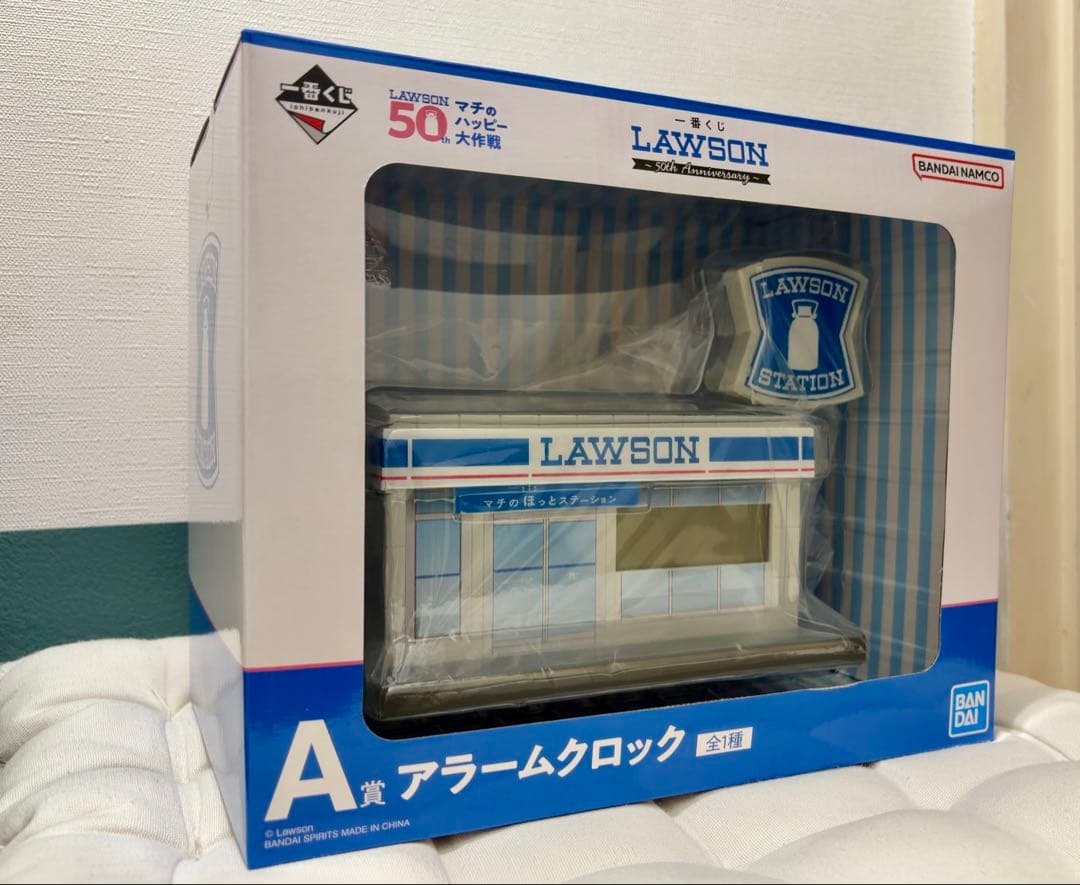 一番くじ
ichibankuji
LAWSON
50th
マチの
ハッピー
大作戦
一番くじ
LAWSON
~50th Anniversary~
BANDAI NAMCO
LAWSON
STATION
LAWSON
マチのほっとステーション
BAN
DAI
A賞 アラームクロック 全1種
© Lawson
BANDAI SPIRITS MADE IN CHINA